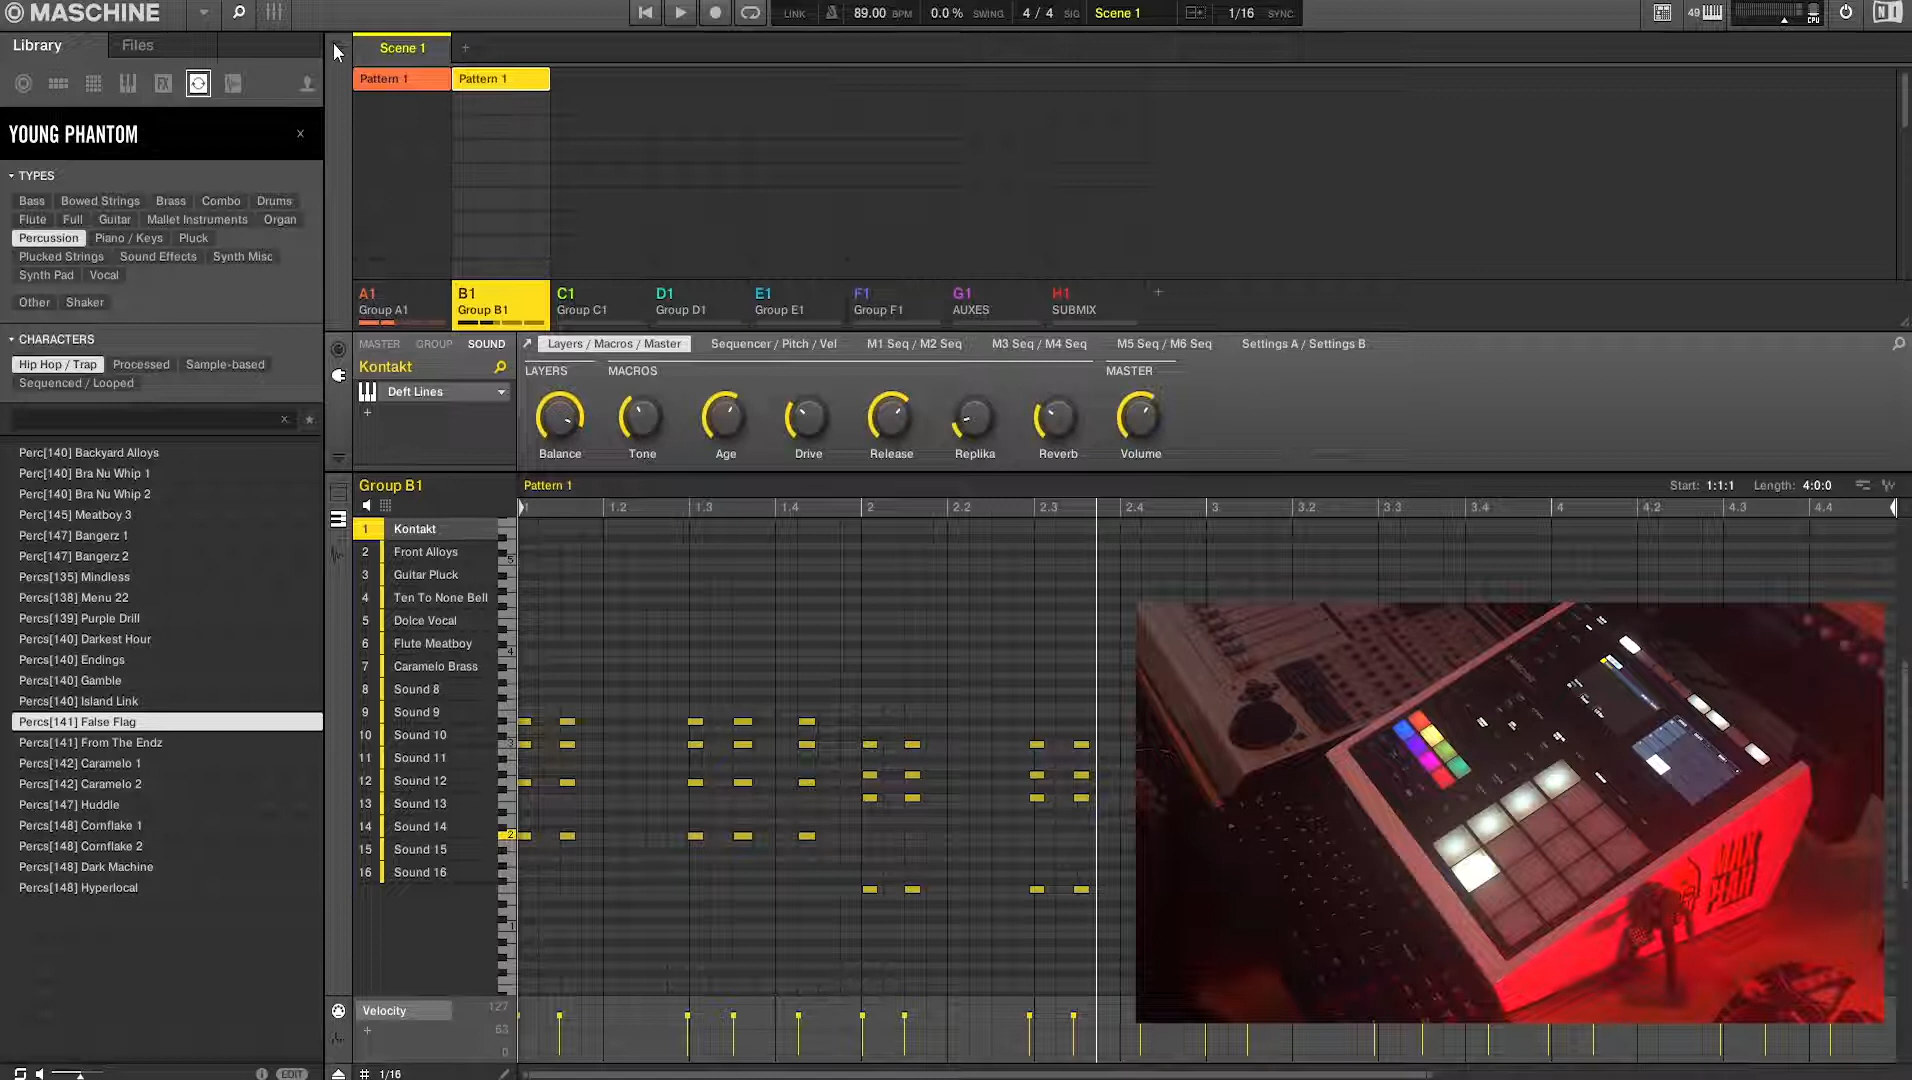 MASCHINE
LINK 89.00 BPM 0.0% SWING 4 / 4 SIG Scene 1 1/16 SYNC
49 CPU
Library Files
Scene 1 +
Pattern 1 Pattern 1
YOUNG PHANTOM ×
TYPES
Bass Bowed Strings Brass Combo Drums
Flute Full Guitar Mallet Instruments Organ
Percussion Piano / Keys Pluck
Plucked Strings Sound Effects Synth Misc
Synth Pad Vocal
Other Shaker
CHARACTERS
Hip Hop / Trap Processed Sample-based
Sequenced / Looped
Perc[140] Backyard Alloys
Perc[140] Bra Nu Whip 1
Perc[140] Bra Nu Whip 2
Perc[145] Meatboy 3
Perc[147] Bangerz 1
Perc[147] Bangerz 2
Percs[135] Mindless
Percs[138] Menu 22
Percs[139] Purple Drill
Percs[140] Darkest Hour
Percs[140] Endings
Percs[140] Gamble
Percs[140] Island Link
Percs[141] False Flag
Percs[141] From The Endz
Percs[142] Caramelo 1
Percs[142] Caramelo 2
Percs[147] Huddle
Percs[148] Cornflake 1
Percs[148] Cornflake 2
Percs[148] Dark Machine
Percs[148] Hyperlocal
EDIT
A1 B1 C1 D1 E1 F1 G1 H1 +
Group A1 Group B1 Group C1 Group D1 Group E1 Group F1 AUXES SUBMIX
MASTER GROUP SOUND
Layers / Macros / Master Sequencer / Pitch / Vel M1 Seq / M2 Seq M3 Seq / M4 Seq M5 Seq / M6 Seq Settings A / Settings B
Kontakt
Deft Lines
+
LAYERS MACROS MASTER
Balance Tone Age Drive Release Replika Reverb Volume
Group B1
Pattern 1 Start: 1:1:1 Length: 4:0:0
1 1.2 1.3 1.4 2 2.2 2.3 2.4 3 3.2 3.3 3.4 4 4.2 4.3 4.4
1 Kontakt
2 Front Alloys
3 Guitar Pluck
4 Ten To None Bell
5 Dolce Vocal
6 Flute Meatboy
7 Caramelo Brass
8 Sound 8
9 Sound 9
10 Sound 10
11 Sound 11
12 Sound 12
13 Sound 13
14 Sound 14
15 Sound 15
16 Sound 16
5
4
3
2
1
Velocity 127
+ 63
0
1/16